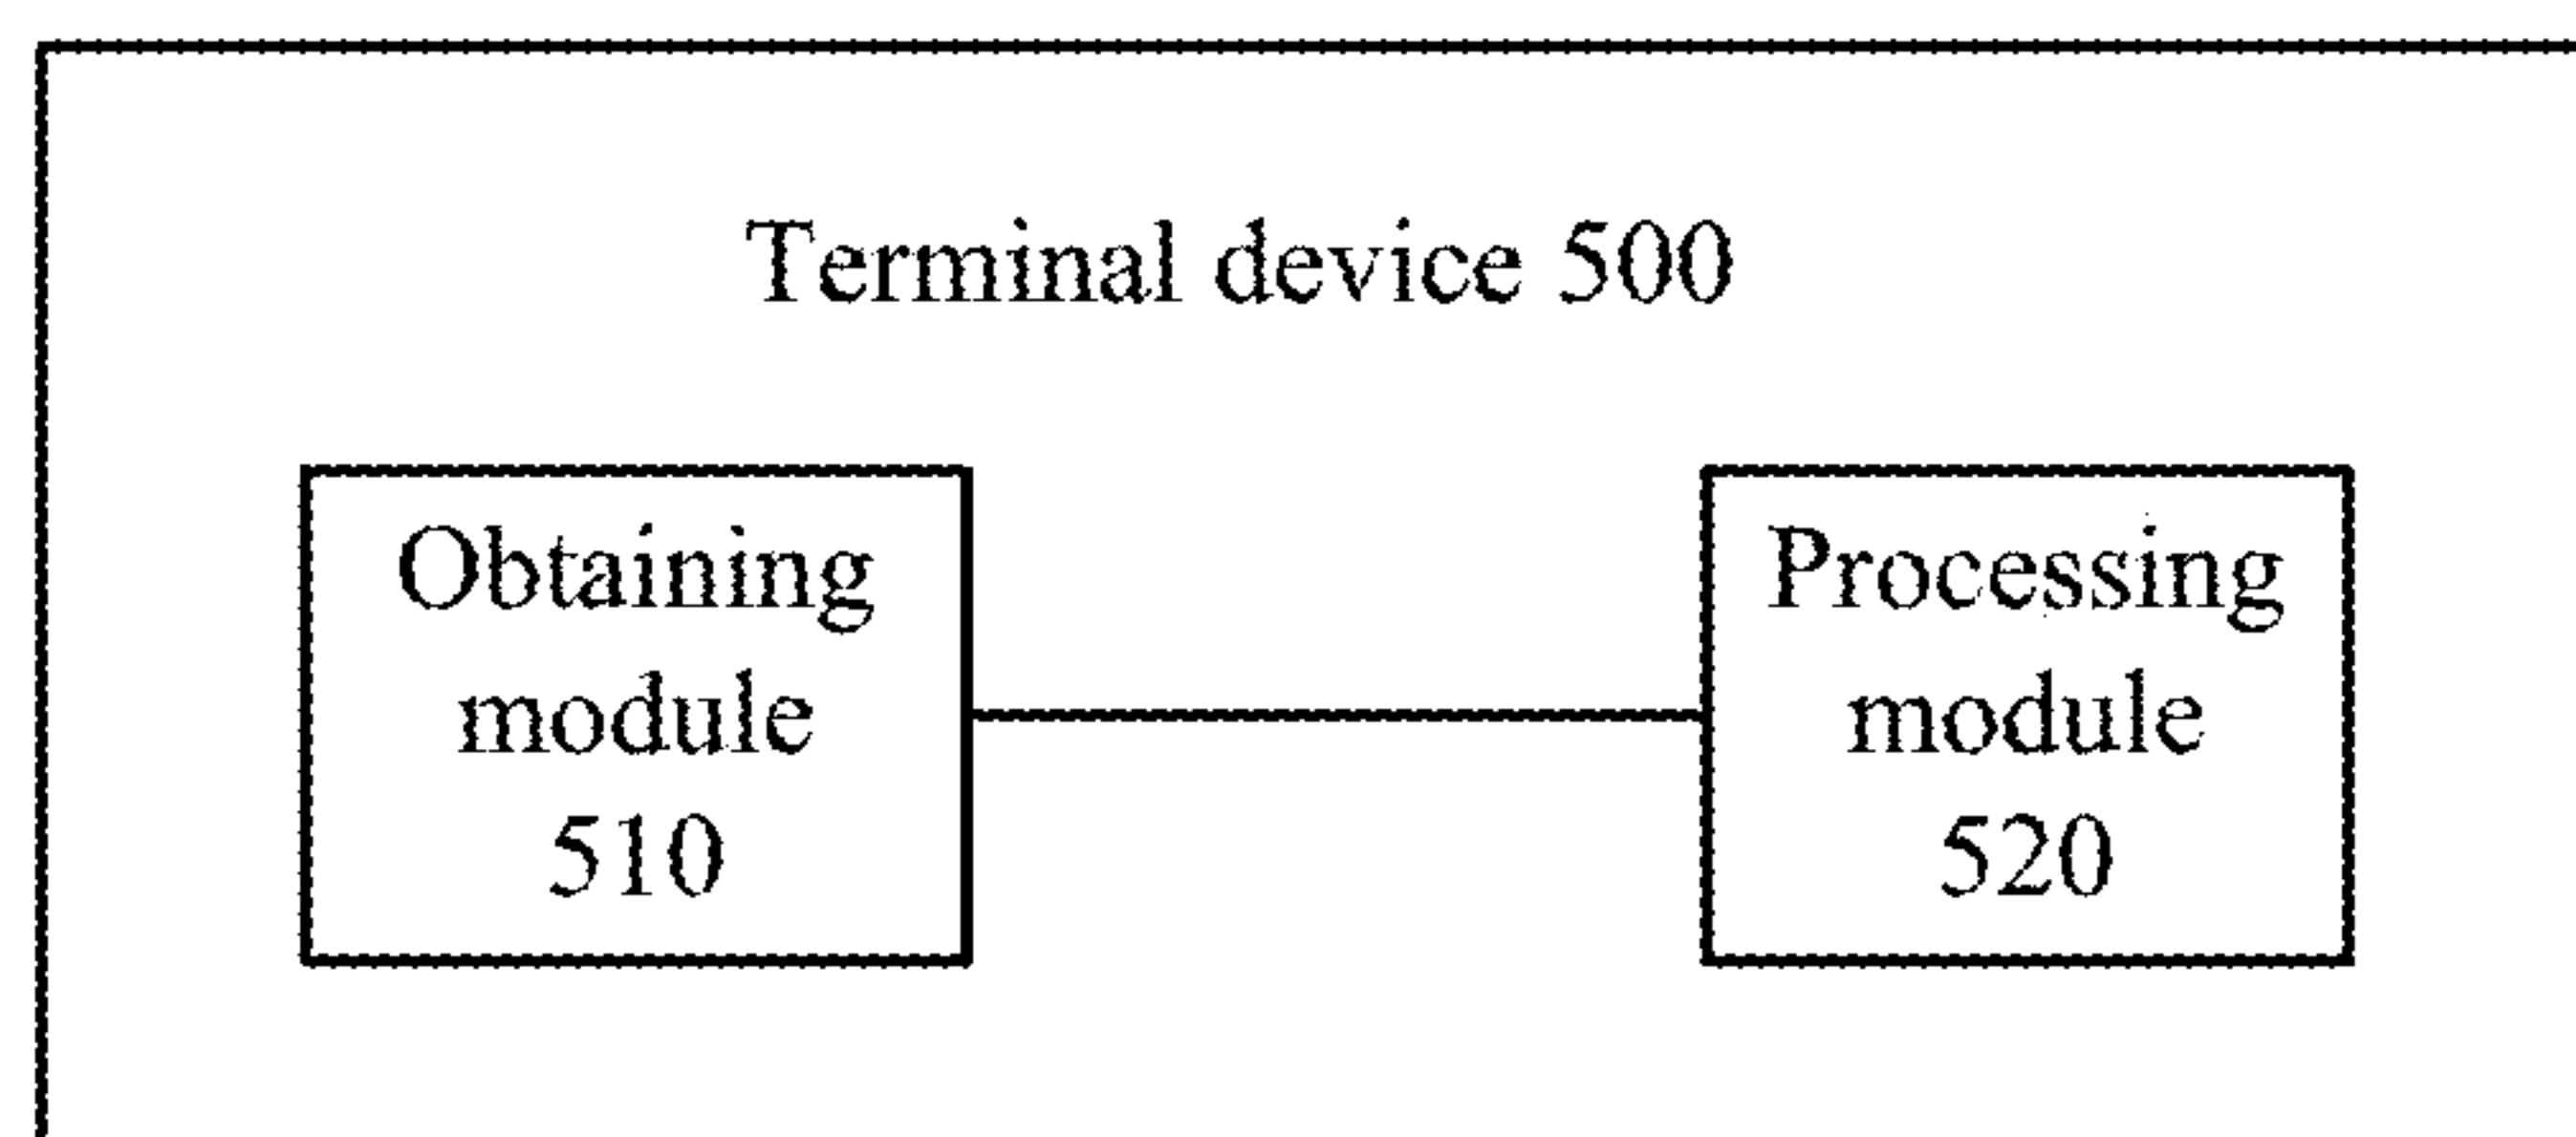 Terminal device 500
Obtaining
module
510
Processing
module
520